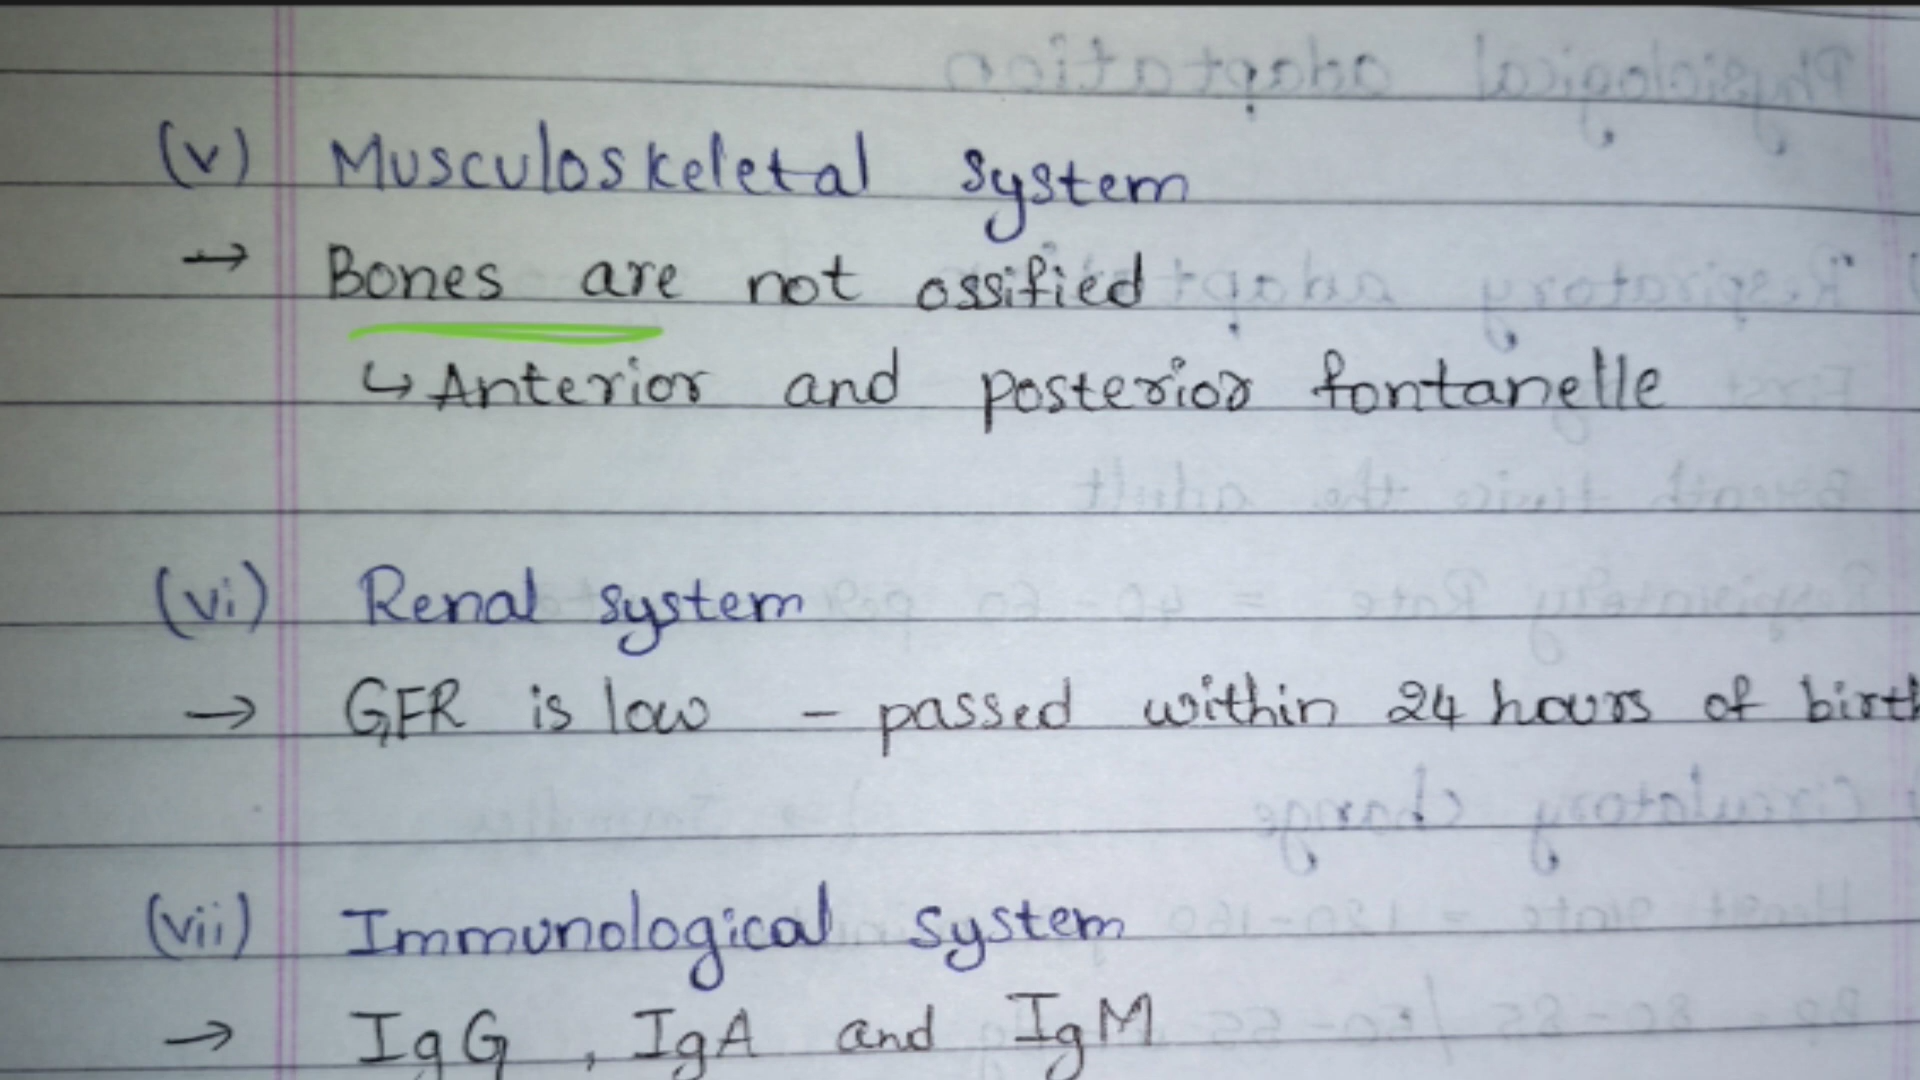 (v) Musculoskeletal system
→ Bones are not ossified
↳ Anterior and posterior fontanelle
(vi) Renal system
→ GFR is low - passed within 24 hours of birth
(vii) Immunological system
→ IgG, IgA and IgM